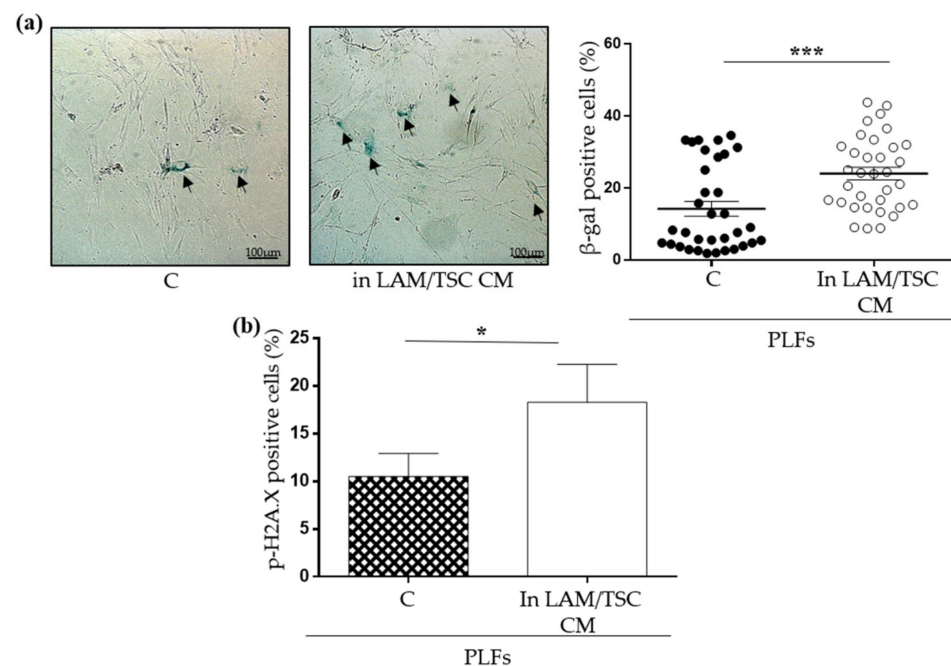 (a)
100µm
C
100µm
in LAM/TSC CM
β-gal positive cells (%)
60
40
20
0
***
C
In LAM/TSC
CM
PLFs
(b)
p-H2A.X positive cells (%)
25
20
15
10
5
0
*
C
In LAM/TSC
CM
PLFs